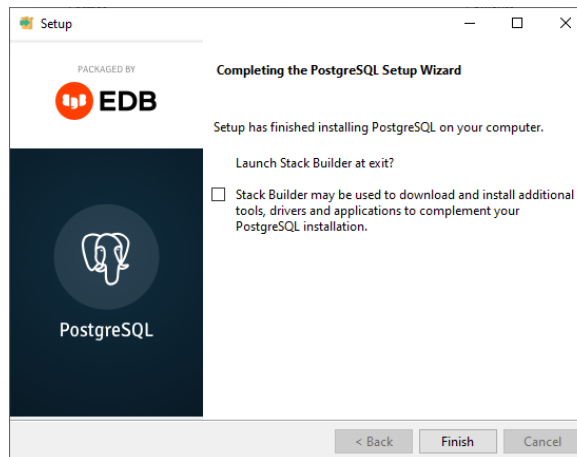 Setup
PACKAGED BY
EDB
PostgreSQL
Completing the PostgreSQL Setup Wizard
Setup has finished installing PostgreSQL on your computer.
Launch Stack Builder at exit?
Stack Builder may be used to download and install additional
tools, drivers and applications to complement your
PostgreSQL installation.
< Back
Finish
Cancel